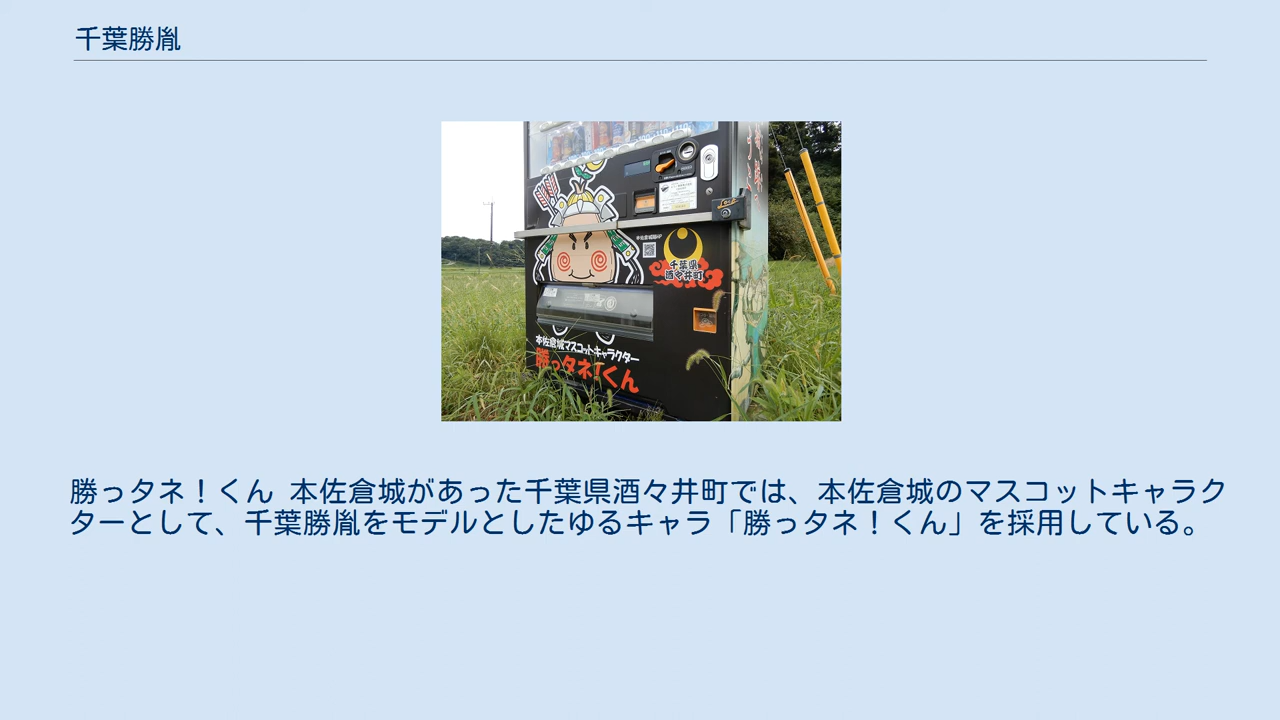 千葉勝胤
千葉県
酒々井町
本佐倉城マスコットキャラクター
勝っタネ!くん
勝っタネ！くん 本佐倉城があった千葉県酒々井町では、本佐倉城のマスコットキャラク
ターとして、千葉勝胤をモデルとしたゆるキャラ「勝っタネ！くん」を採用している。